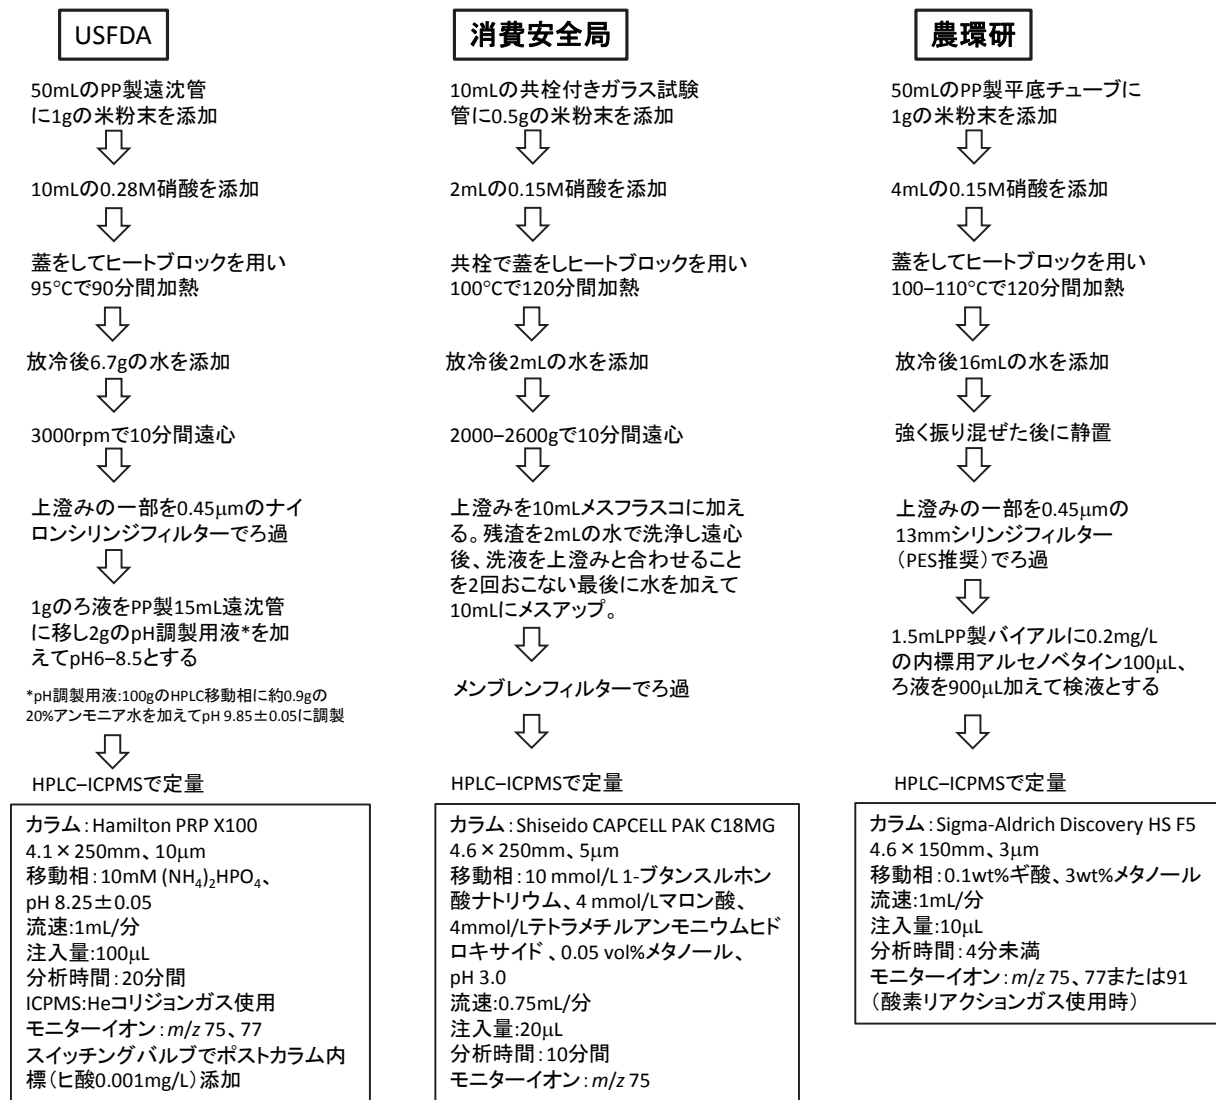 USFDA
50mLのPP製遠沈管
に1gの米粉末を添加
10mLの0.28M硝酸を添加
蓋をしてヒートブロックを用い
95°Cで90分間加熱
放冷後6.7gの水を添加
3000rpmで10分間遠心
上澄みの一部を0.45μmのナイ
ロンシリンジフィルターでろ過
1gのろ液をPP製15mL遠沈管
に移し2gのpH調製用液*を加
えてpH6–8.5とする
*pH調製用液:100gのHPLC移動相に約0.9gの
20%アンモニア水を加えてpH 9.85±0.05に調製
HPLC–ICPMSで定量
カラム：Hamilton PRP X100
4.1×250mm、10μm
移動相：10mM (NH₄)₂HPO₄、
pH 8.25±0.05
流速:1mL/分
注入量:100μL
分析時間：20分間
ICPMS:Heコリジョンガス使用
モニターイオン：m/z 75、77
スイッチングバルブでポストカラム内
標（ヒ酸0.001mg/L）添加
消費安全局
10mLの共栓付きガラス試験
管に0.5gの米粉末を添加
2mLの0.15M硝酸を添加
共栓で蓋をしヒートブロックを用い
100°Cで120分間加熱
放冷後2mLの水を添加
2000–2600gで10分間遠心
上澄みを10mLメスフラスコに加え
る。残渣を2mLの水で洗浄し遠心
後、洗液を上澄みと合わせること
を2回おこない最後に水を加えて
10mLにメスアップ。
メンブレンフィルターでろ過
HPLC–ICPMSで定量
カラム：Shiseido CAPCELL PAK C18MG
4.6×250mm、5μm
移動相：10 mmol/L 1-ブタンスルホン
酸ナトリウム、4 mmol/Lマロン酸、
4mmol/Lテトラメチルアンモニウムヒド
ロキサイド、0.05 vol%メタノール、
pH 3.0
流速:0.75mL/分
注入量:20μL
分析時間：10分間
モニターイオン：m/z 75
農環研
50mLのPP製平底チューブに
1gの米粉末を添加
4mLの0.15M硝酸を添加
蓋をしてヒートブロックを用い
100–110°Cで120分間加熱
放冷後16mLの水を添加
強く振り混ぜた後に静置
上澄みの一部を0.45μmの
13mmシリンジフィルター
（PES推奨）でろ過
1.5mLPP製バイアルに0.2mg/L
の内標用アルセノベタイン100μL、
ろ液を900μL加えて検液とする
HPLC–ICPMSで定量
カラム：Sigma-Aldrich Discovery HS F5
4.6×150mm、3μm
移動相：0.1wt%ギ酸、3wt%メタノール
流速：1mL/分
注入量：10μL
分析時間：4分未満
モニターイオン：m/z 75、77または91
（酸素リアクションガス使用時）